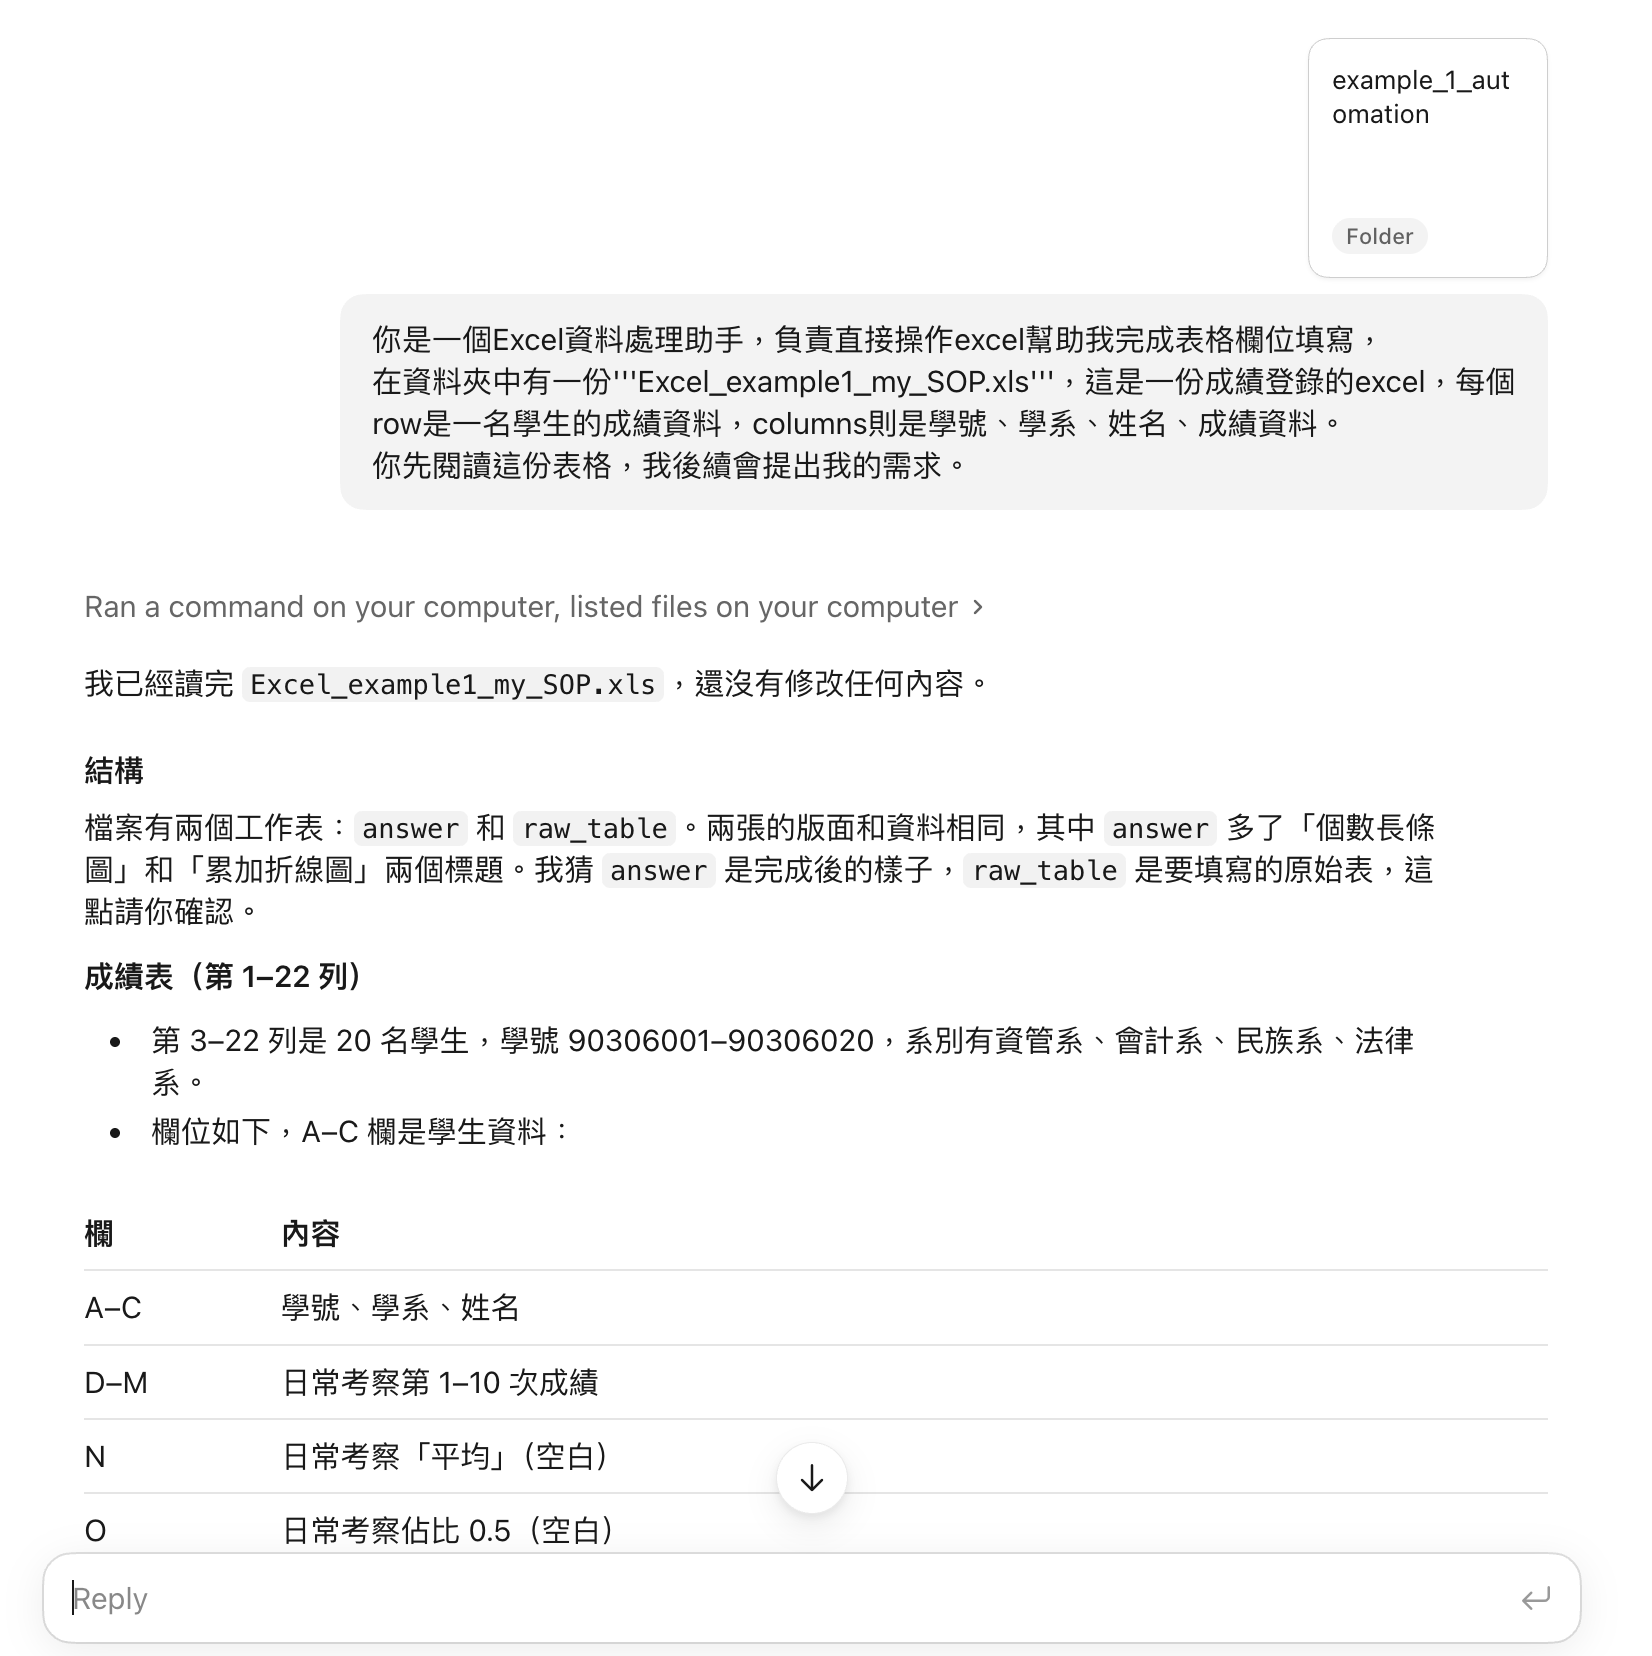 example_1_aut
omation
Folder
你是一個Excel資料處理助手，負責直接操作excel幫助我完成表格欄位填寫，
在資料夾中有一份'''Excel_example1_my_SOP.xls'''，這是一份成績登錄的excel，每個
row是一名學生的成績資料，columns則是學號、學系、姓名、成績資料。
你先閱讀這份表格，我後續會提出我的需求。
Ran a command on your computer, listed files on your computer >
我已經讀完 Excel_example1_my_SOP.xls，還沒有修改任何內容。
結構
檔案有兩個工作表：answer 和 raw_table。兩張的版面和資料相同，其中 answer 多了「個數長條
圖」和「累加折線圖」兩個標題。我猜 answer 是完成後的樣子，raw_table 是要填寫的原始表，這
點請你確認。
成績表（第 1–22 列）
• 第 3–22 列是 20 名學生，學號 90306001–90306020，系別有資管系、會計系、民族系、法律
系。
• 欄位如下，A–C 欄是學生資料：
欄 內容
A–C 學號、學系、姓名
D–M 日常考察第 1–10 次成績
N 日常考察「平均」（空白）
O 日常考察佔比 0.5（空白）
Reply